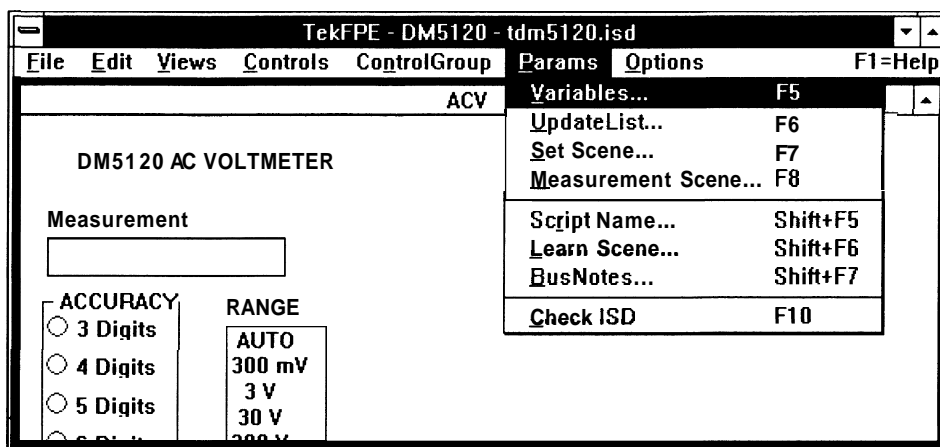 TekFPE - DM5120 - tdm5120.isd
File Edit Views Controls ControlGroup Params Options F1=Help
ACV
Variables... F5
UpdateList... F6
Set Scene... F7
Measurement Scene... F8
Script Name... Shift+F5
Learn Scene... Shift+F6
BusNotes... Shift+F7
Check ISD F10
DM5120 AC VOLTMETER
Measurement
ACCURACY
3 Digits
4 Digits
5 Digits
RANGE
AUTO
300 mV
3 V
30 V